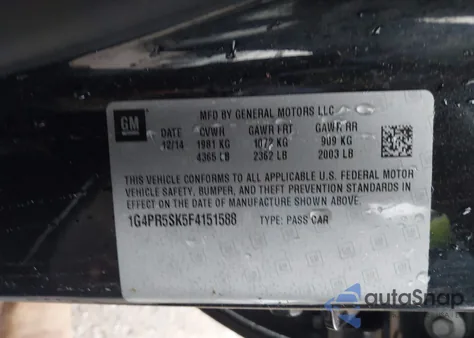 MFD BY GENERAL MOTORS LLC
GM
DATE GVWR GAWR FRT GAWR RR
12/14 1981 KG 1072 KG 909 KG
4365 LB 2362 LB 2003 LB
THIS VEHICLE CONFORMS TO ALL APPLICABLE U.S. FEDERAL MOTOR
VEHICLE SAFETY, BUMPER, AND THEFT PREVENTION STANDARDS IN
EFFECT ON THE DATE OF MANUFACTURE SHOWN ABOVE.
1G4PR5SK5F4151588 TYPE: PASS CAR
autoSnap